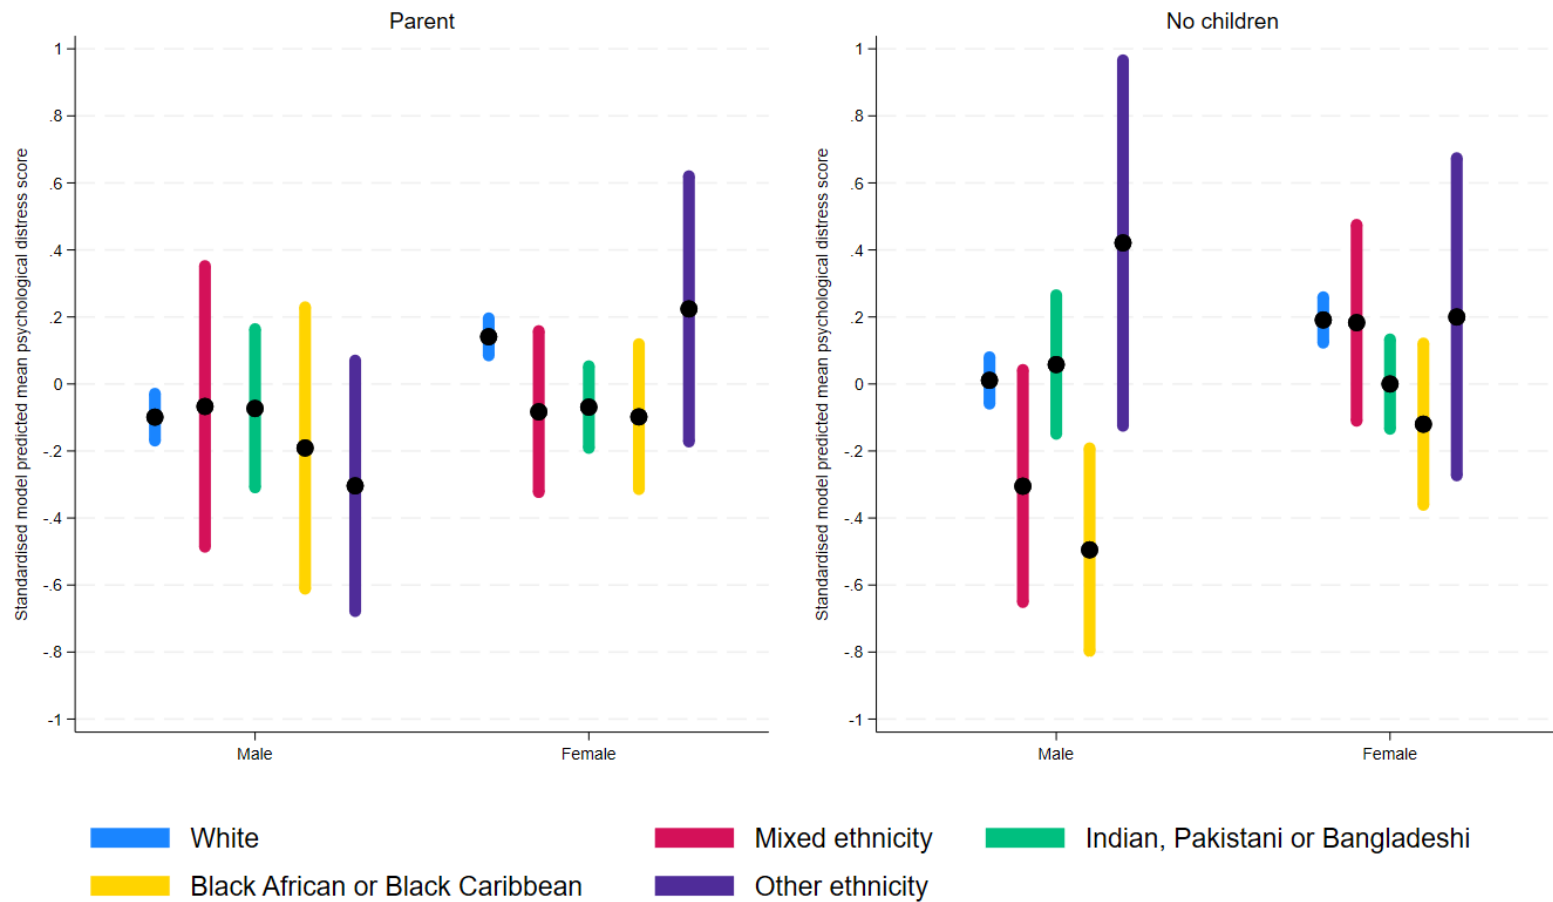 Parent
Standardised model predicted mean psychological distress score
1
.8
.6
.4
.2
0
-.2
-.4
-.6
-.8
-1
Male
Female
No children
Standardised model predicted mean psychological distress score
1
.8
.6
.4
.2
0
-.2
-.4
-.6
-.8
-1
Male
Female
White
Mixed ethnicity
Indian, Pakistani or Bangladeshi
Black African or Black Caribbean
Other ethnicity